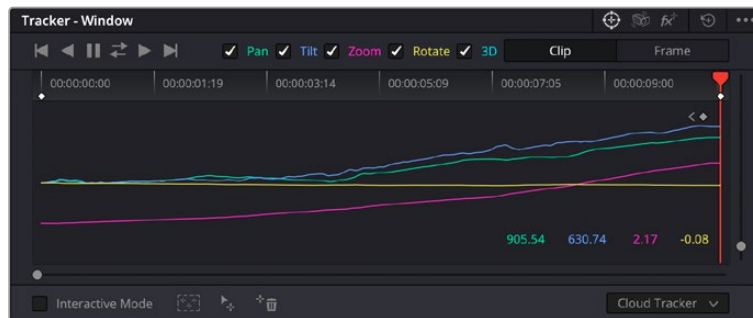 Tracker - Window
Pan Tilt Zoom Rotate 3D Clip Frame
00:00:00:00 00:00:01:19 00:00:03:14 00:00:05:09 00:00:07:05 00:00:09:00
905.54 630.74 2.17 -0.08
Interactive Mode Cloud Tracker